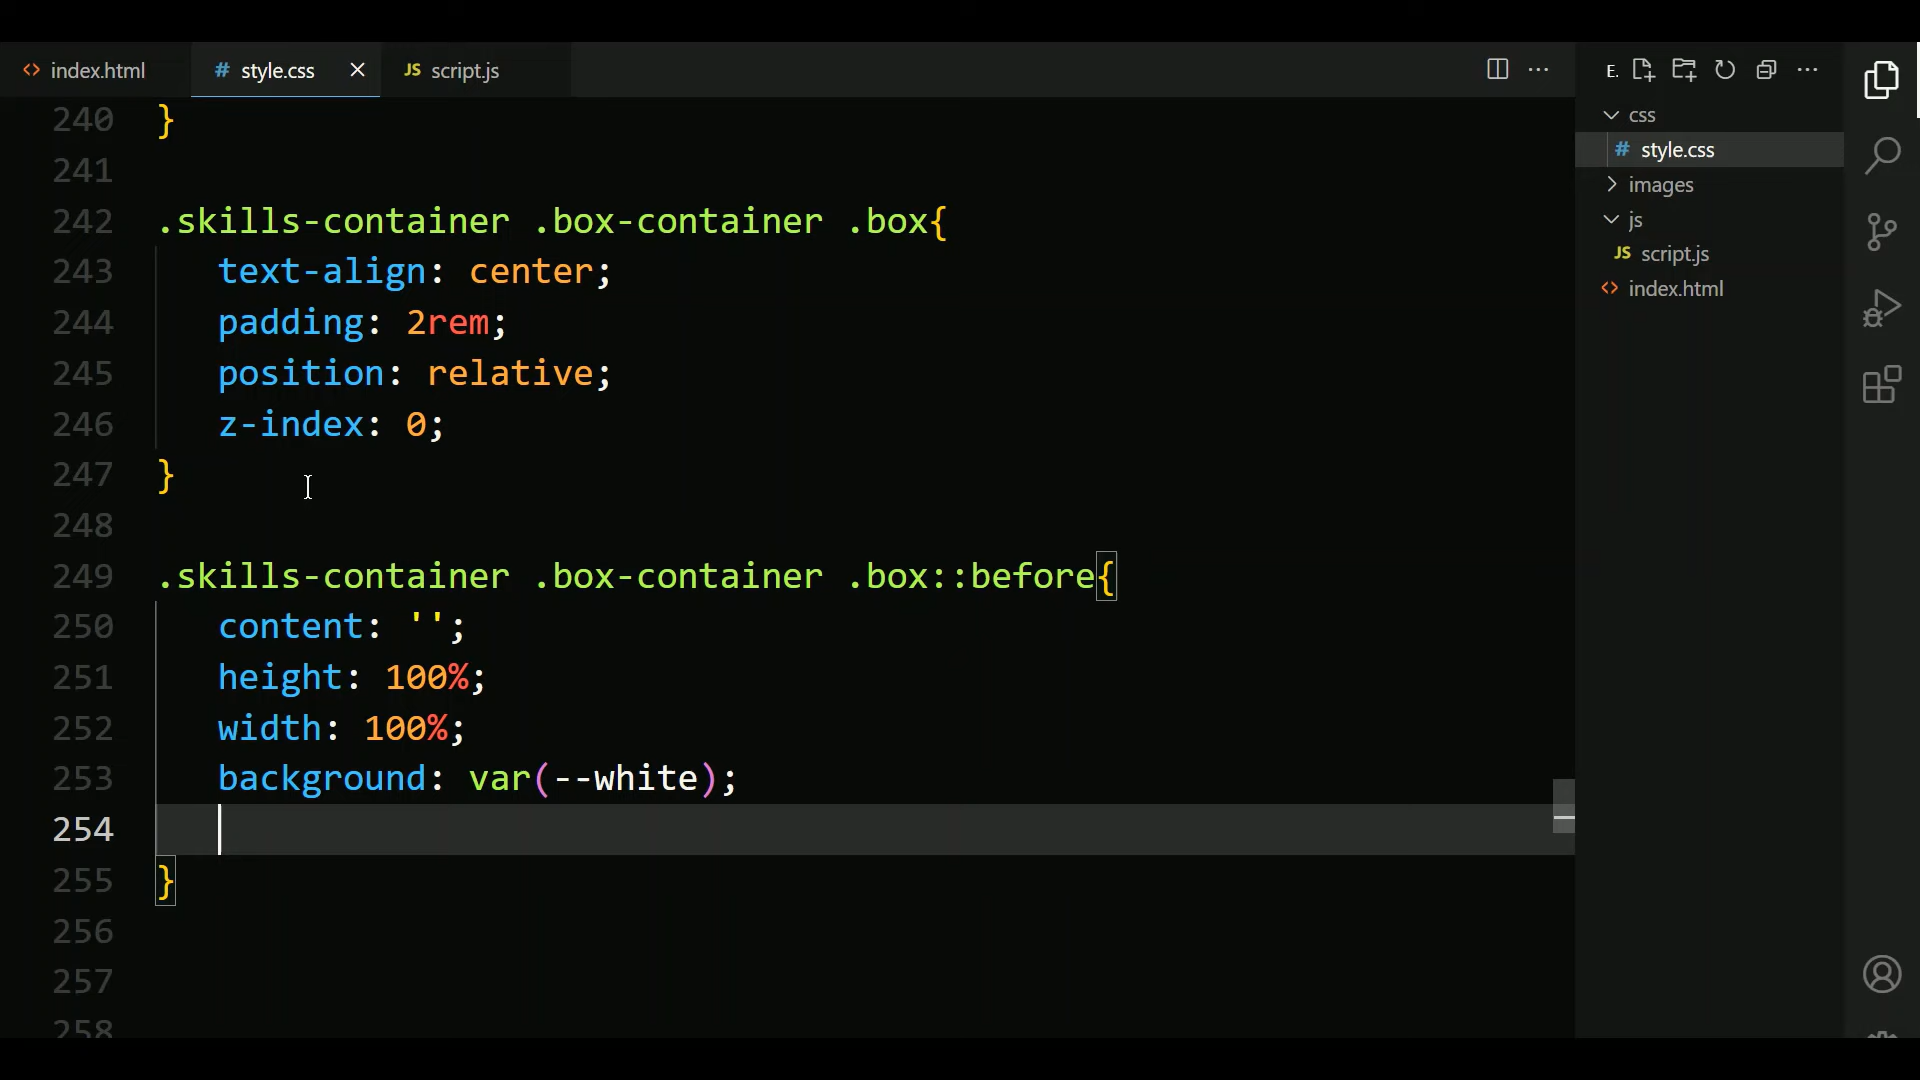 index.html
style.css
JS script.js
E.
240 }
241
242 .skills-container .box-container .box{
243 text-align: center;
244 padding: 2rem;
245 position: relative;
246 z-index: 0;
247 }
248
249 .skills-container .box-container .box::before{
250 content: '';
251 height: 100%;
252 width: 100%;
253 background: var(--white);
254
255 }
256
257
258
css
# style.css
images
js
JS script.js
index.html